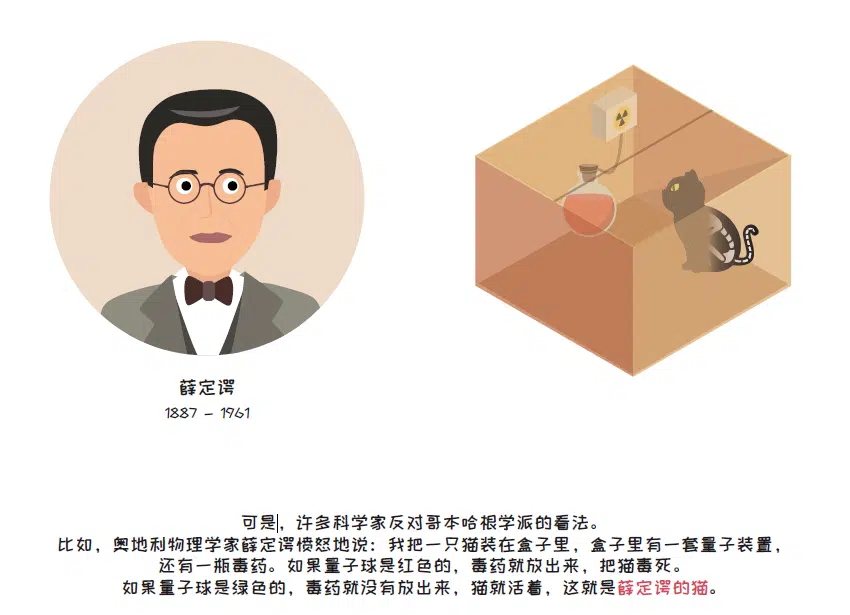 薛定谔
1887 - 1961
可是，许多科学家反对哥本哈根学派的看法。
比如，奥地利物理学家薛定谔愤怒地说：我把一只猫装在盒子里，盒子里有一套量子装置，
还有一瓶毒药。如果量子球是红色的，毒药就放出来，把猫毒死。
如果量子球是绿色的，毒药就没有放出来，猫就活着，这就是薛定谔的猫。